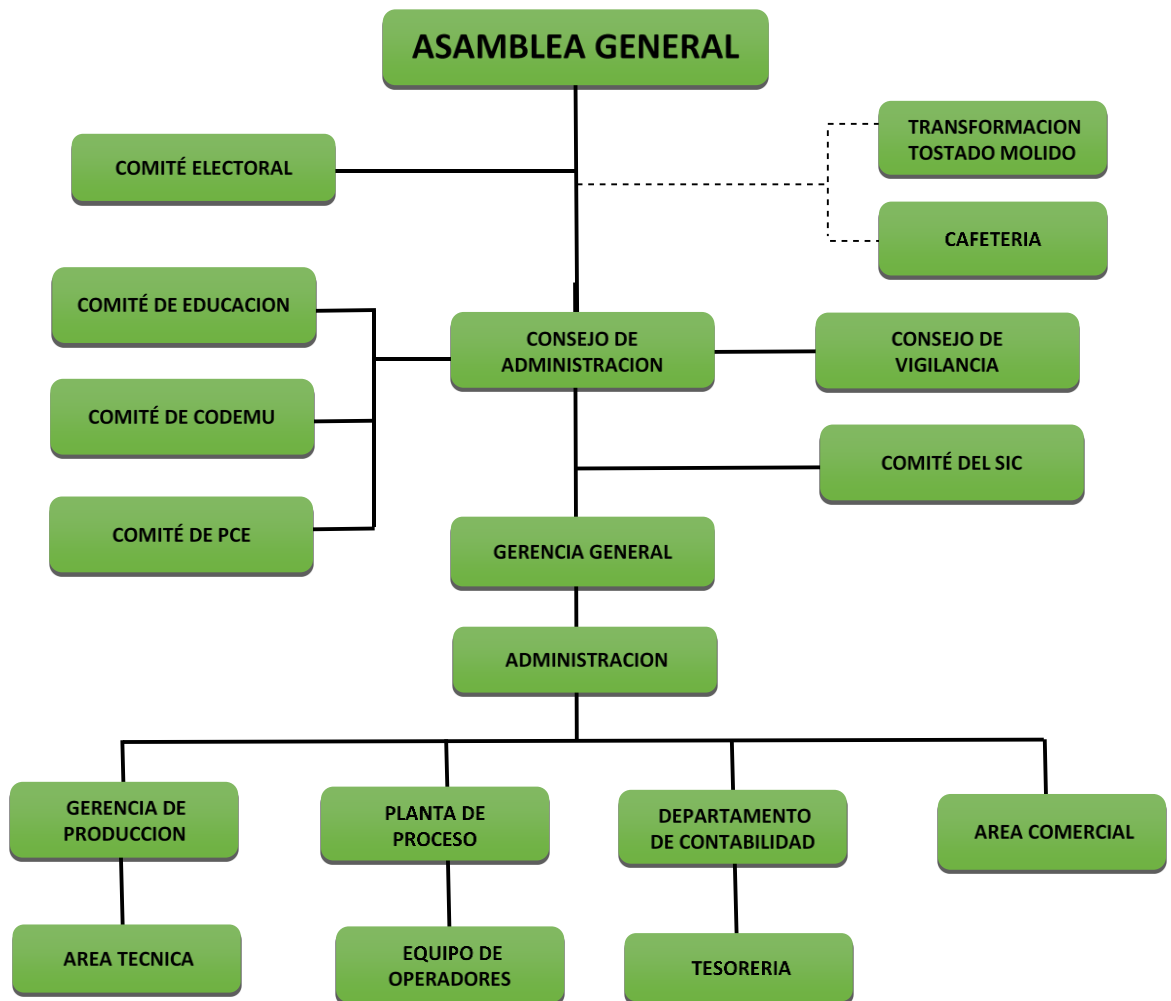 ASAMBLEA GENERAL
TRANSFORMACION
TOSTADO MOLIDO
COMITÉ ELECTORAL
CAFETERIA
COMITÉ DE EDUCACION
CONSEJO DE
ADMINISTRACION
CONSEJO DE
VIGILANCIA
COMITÉ DE CODEMU
COMITÉ DEL SIC
COMITÉ DE PCE
GERENCIA GENERAL
ADMINISTRACION
GERENCIA DE
PRODUCCION
PLANTA DE
PROCESO
DEPARTAMENTO
DE CONTABILIDAD
AREA COMERCIAL
AREA TECNICA
EQUIPO DE
OPERADORES
TESORERIA